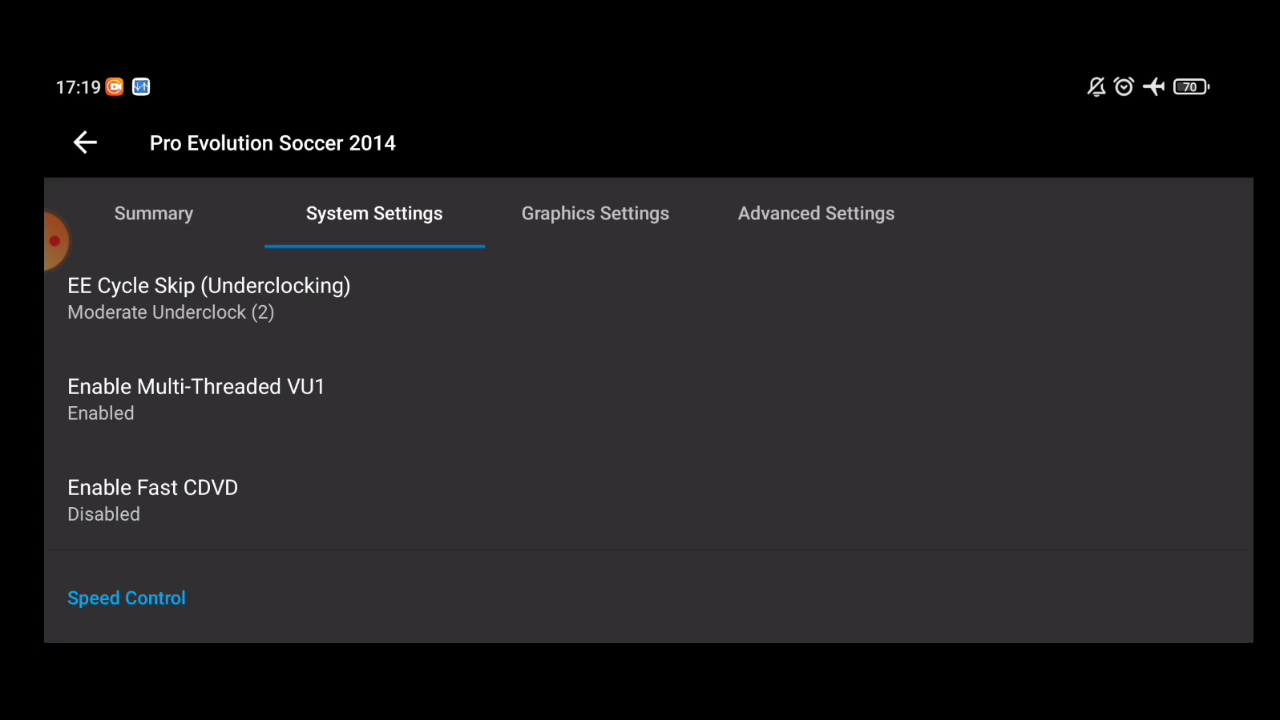 17:19
70
Pro Evolution Soccer 2014
Summary
System Settings
Graphics Settings
Advanced Settings
EE Cycle Skip (Underclocking)
Moderate Underclock (2)
Enable Multi-Threaded VU1
Enabled
Enable Fast CDVD
Disabled
Speed Control